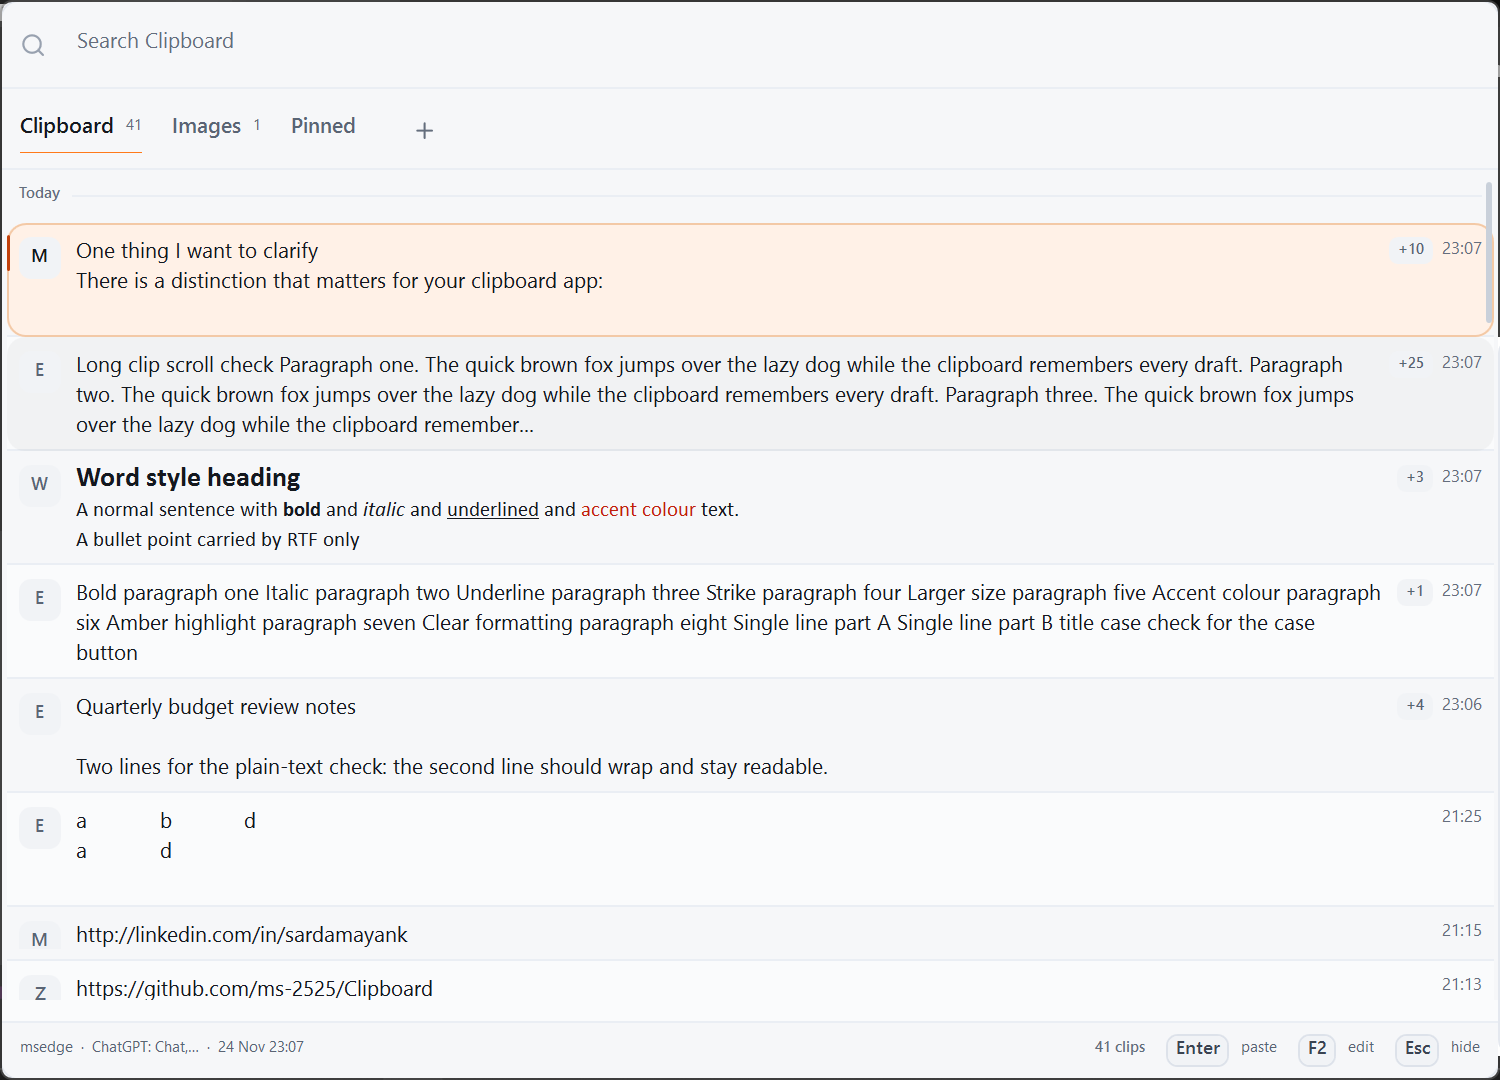 Search Clipboard
Clipboard 41 Images 1 Pinned +
Today
M One thing I want to clarify +10 23:07
There is a distinction that matters for your clipboard app:
E Long clip scroll check Paragraph one. The quick brown fox jumps over the lazy dog while the clipboard remembers every draft. Paragraph +25 23:07
two. The quick brown fox jumps over the lazy dog while the clipboard remembers every draft. Paragraph three. The quick brown fox jumps
over the lazy dog while the clipboard remember...
W Word style heading +3 23:07
A normal sentence with bold and italic and underlined and accent colour text.
A bullet point carried by RTF only
E Bold paragraph one Italic paragraph two Underline paragraph three Strike paragraph four Larger size paragraph five Accent colour paragraph +1 23:07
six Amber highlight paragraph seven Clear formatting paragraph eight Single line part A Single line part B title case check for the case
button
E Quarterly budget review notes +4 23:06
Two lines for the plain-text check: the second line should wrap and stay readable.
E a b d 21:25
a d
M http://linkedin.com/in/sardamayank 21:15
Z https://github.com/ms-2525/Clipboard 21:13
msedge · ChatGPT: Chat,... · 24 Nov 23:07 41 clips Enter paste F2 edit Esc hide